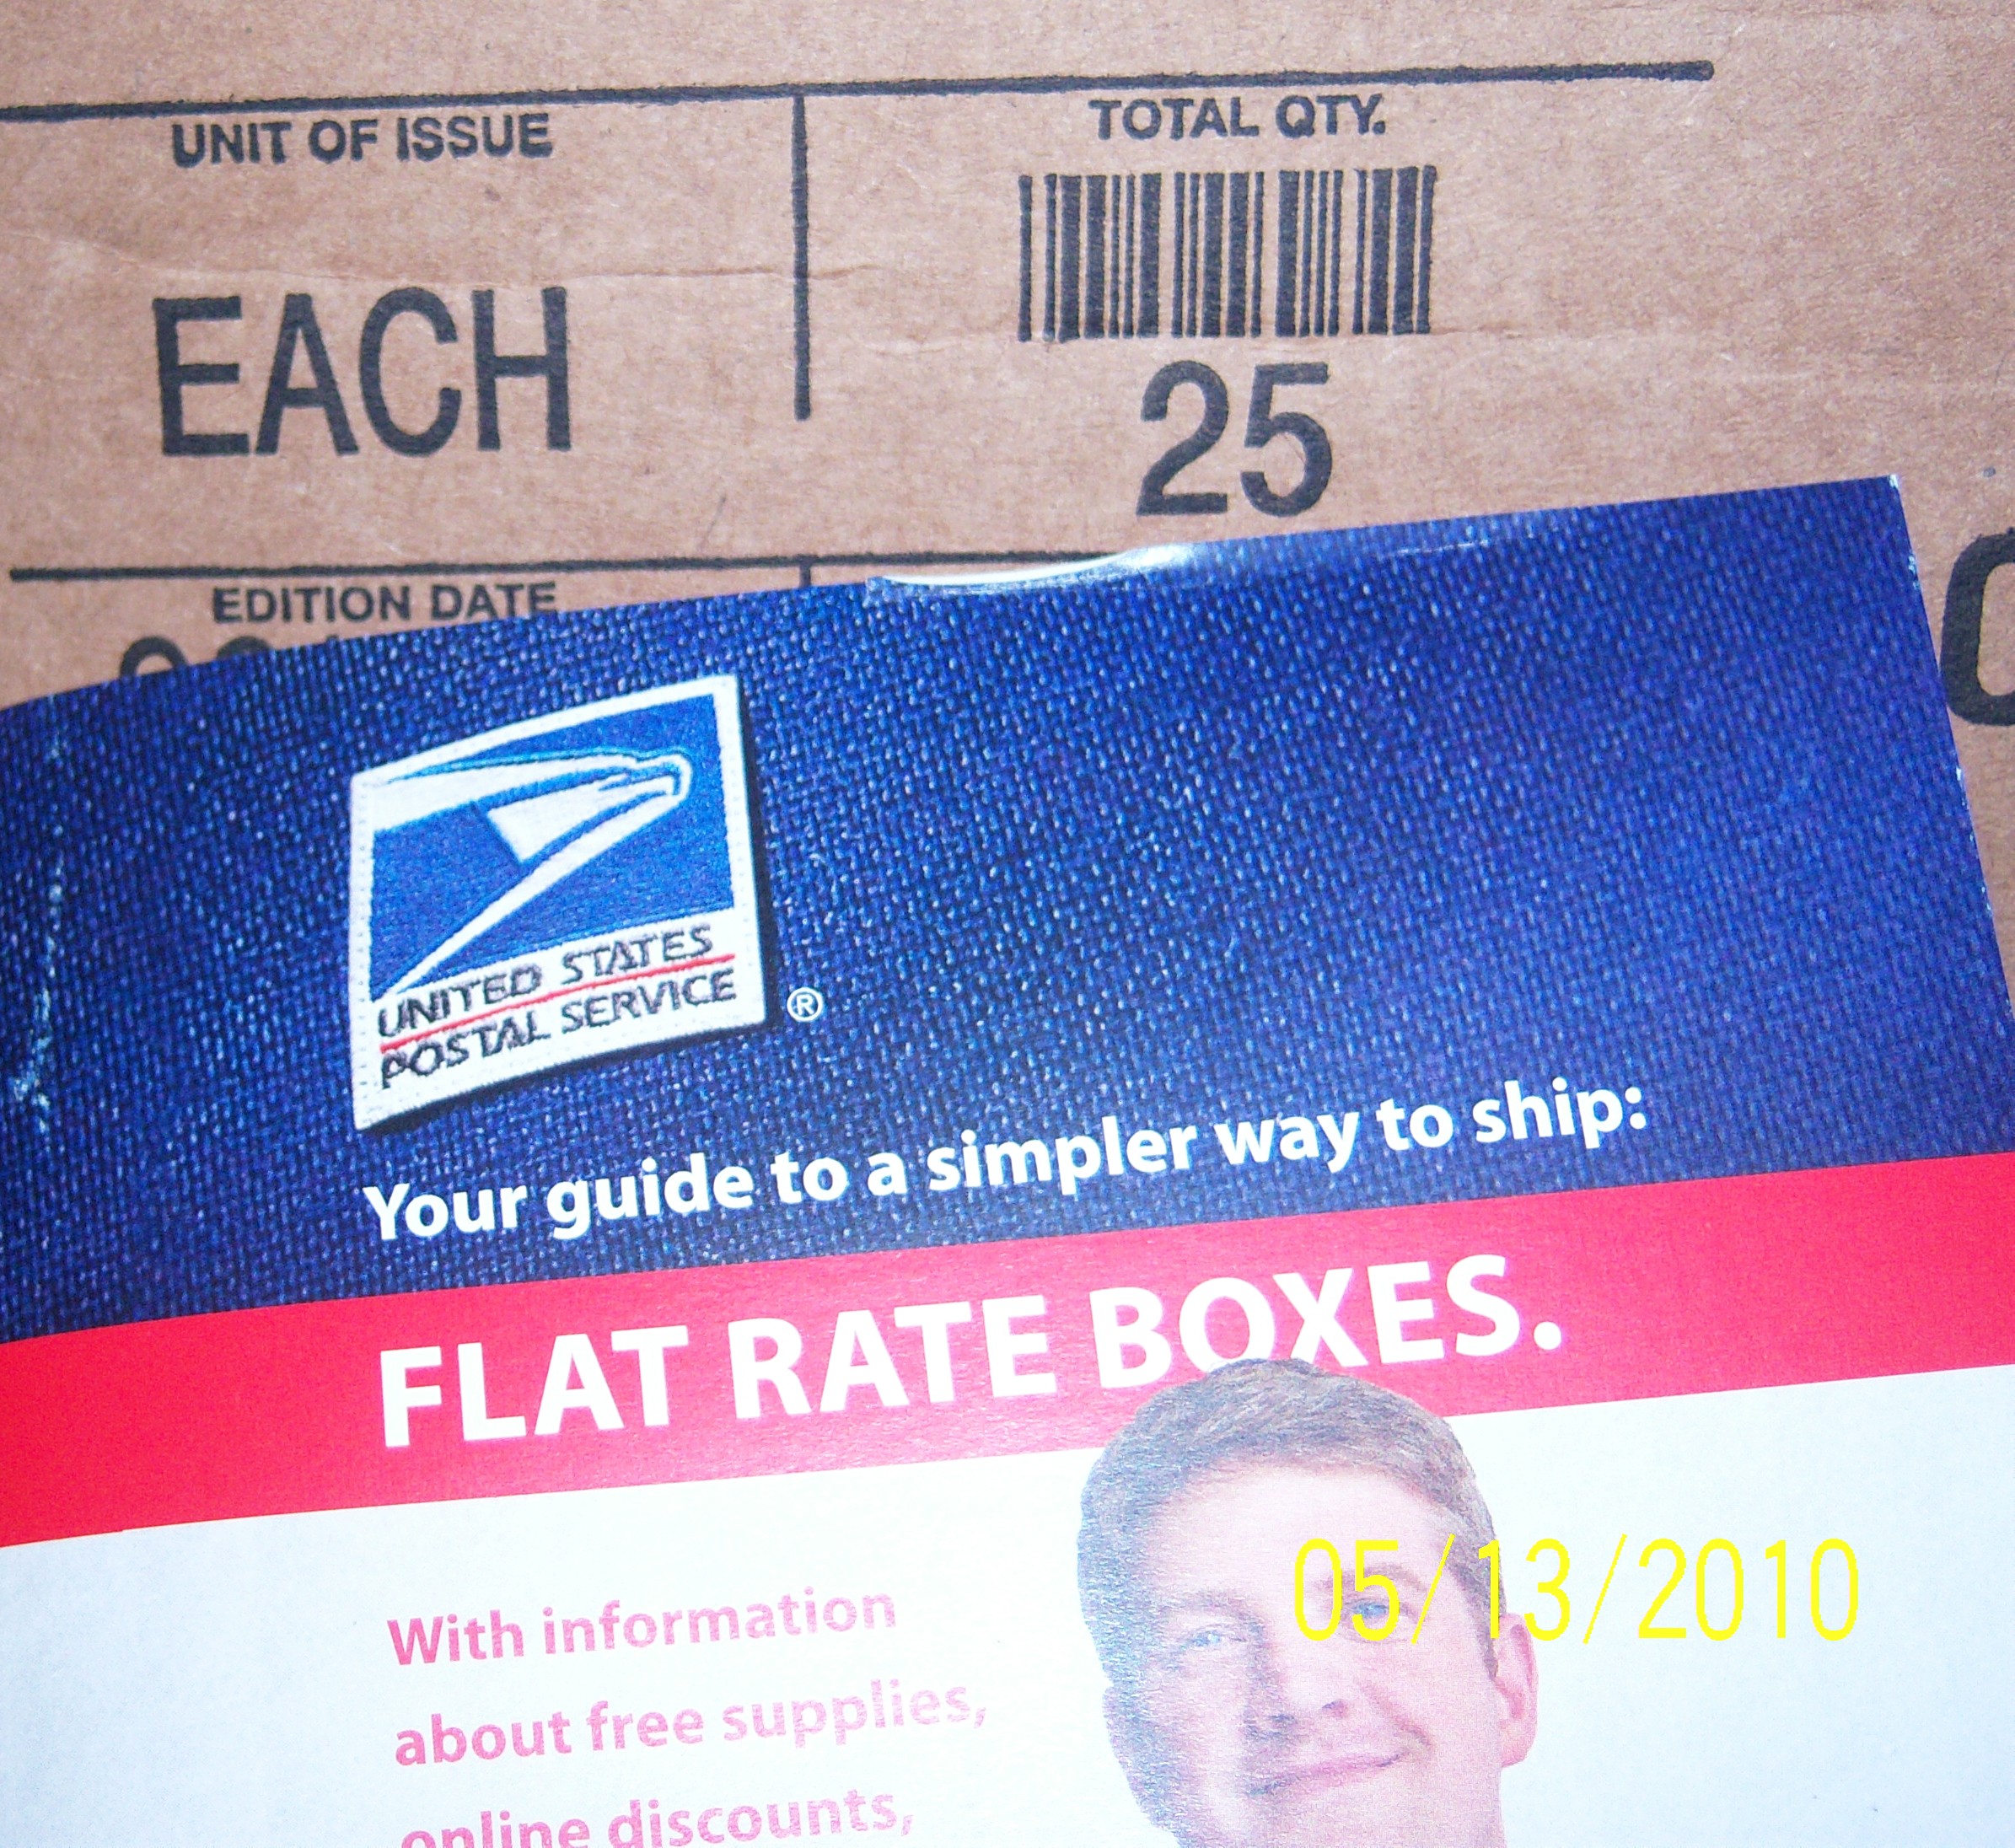 UNIT OF ISSUE
TOTAL QTY.
EACH
25
EDITION DATE
UNITED STATES
POSTAL SERVICE
®
Your guide to a simpler way to ship:
FLAT RATE BOXES.
With information
about free supplies,
online discounts,
05/13/2010